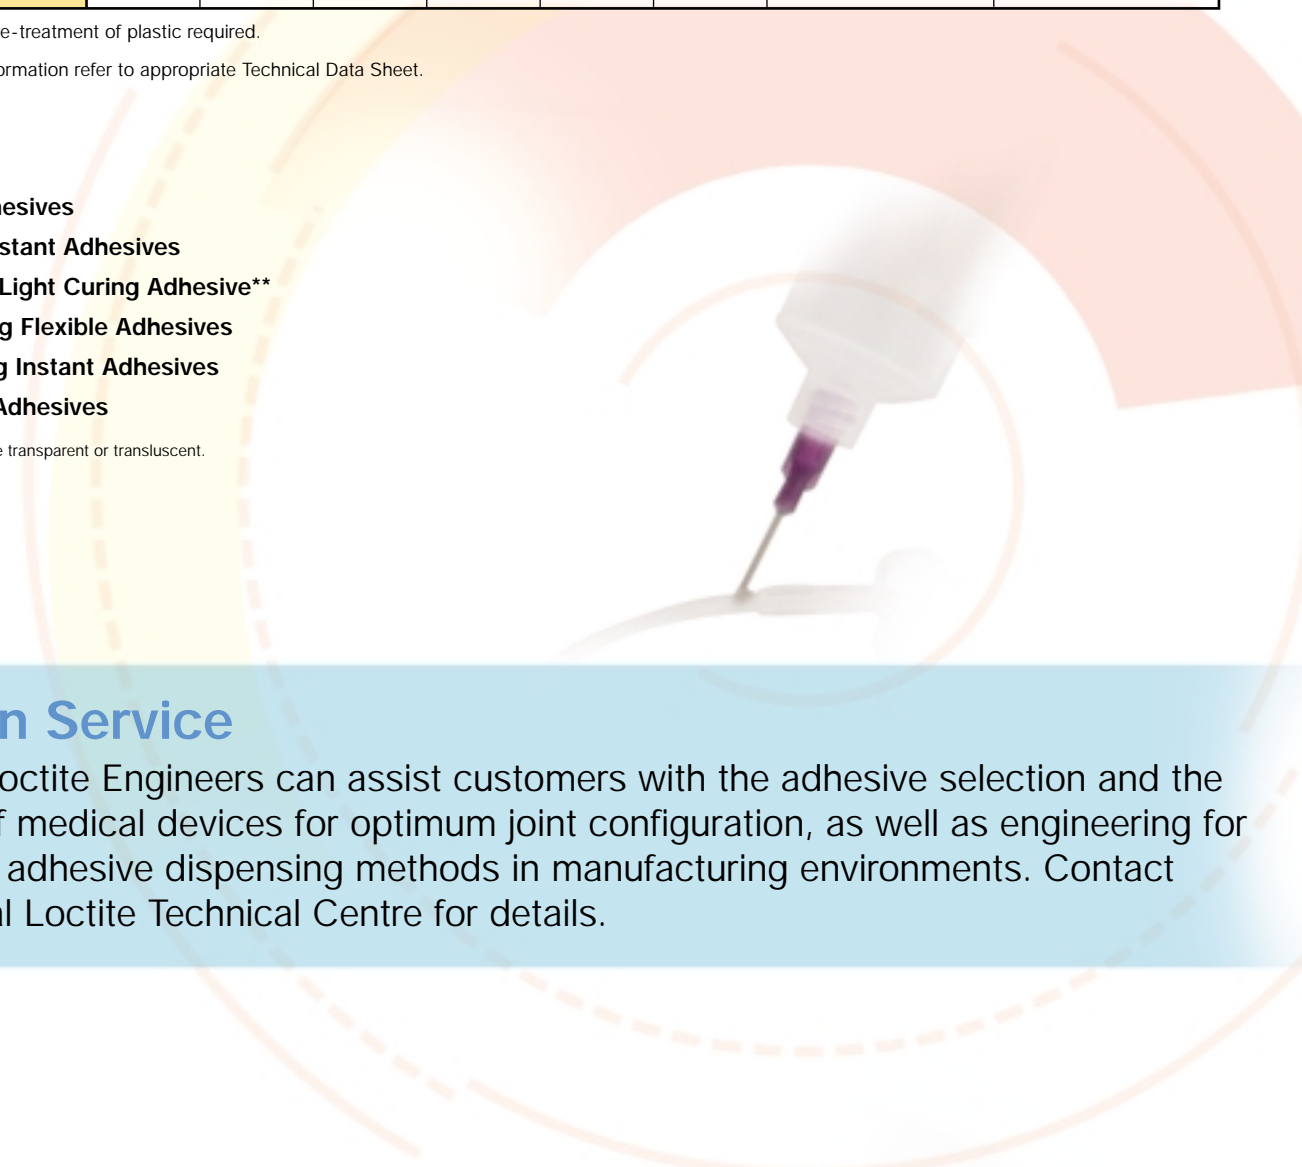 e-treatment of plastic required.
ormation refer to appropriate Technical Data Sheet.
esives
stant Adhesives
Light Curing Adhesive**
g Flexible Adhesives
g Instant Adhesives
Adhesives
e transparent or transluscent.
n Service
octite Engineers can assist customers with the adhesive selection and the
f medical devices for optimum joint configuration, as well as engineering for
adhesive dispensing methods in manufacturing environments. Contact
al Loctite Technical Centre for details.